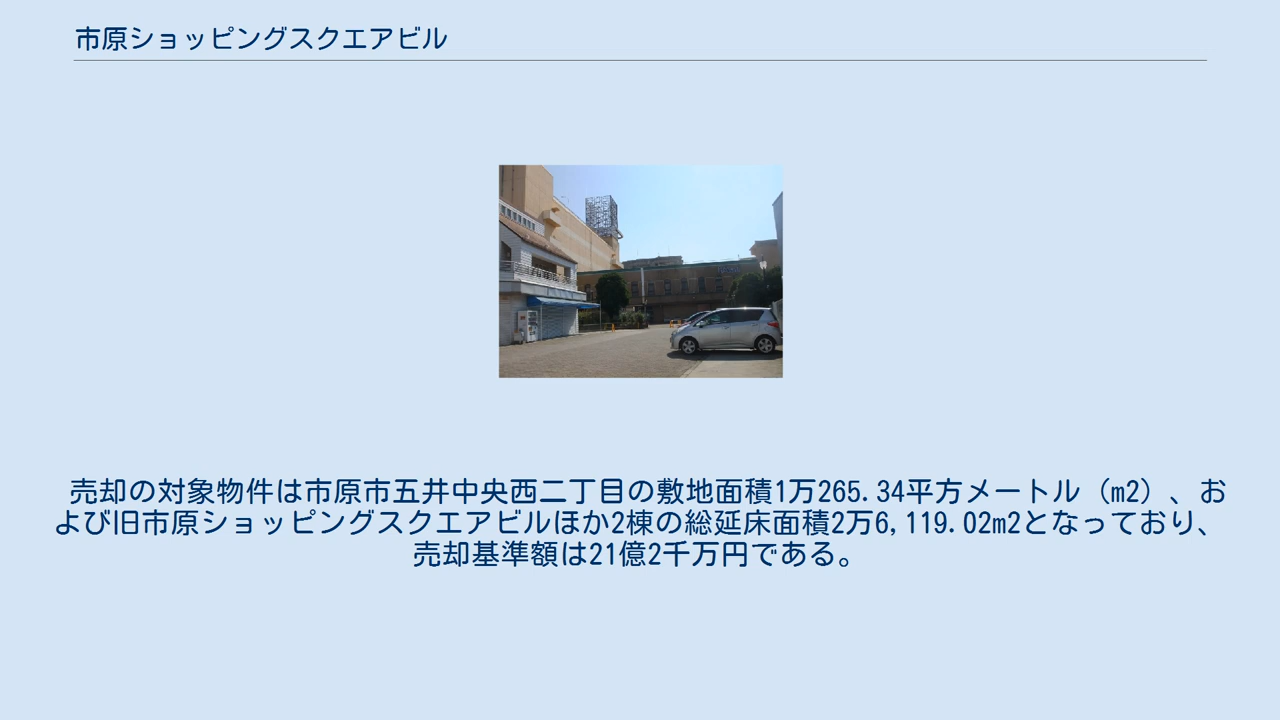 市原ショッピングスクエアビル
売却の対象物件は市原市五井中央西二丁目の敷地面積1万265.34平方メートル（m2）、お
よび旧市原ショッピングスクエアビルほか2棟の総延床面積2万6,119.02m2となっており、
売却基準額は21億2千万円である。